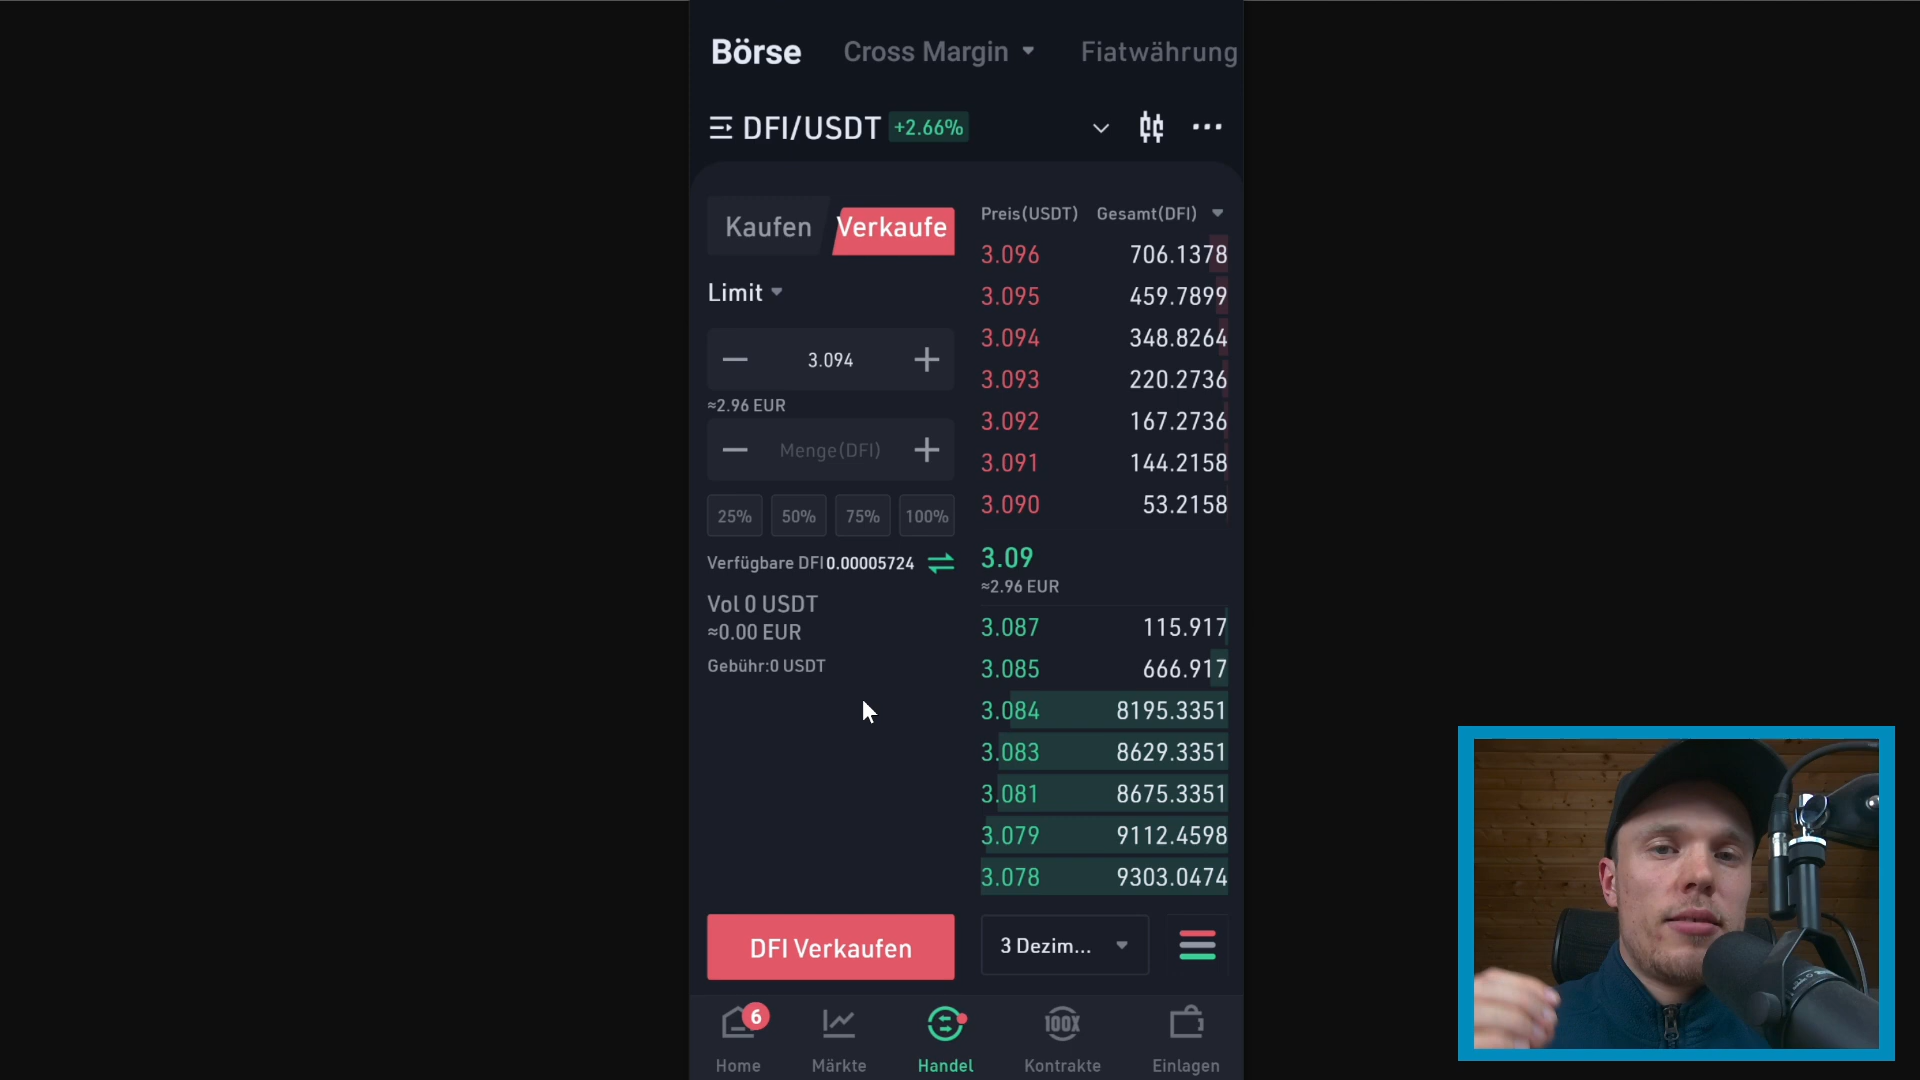 Börse Cross Margin Fiatwährung
DFI/USDT +2.66%
Kaufen Verkaufe
Limit
3.094
≈2.96 EUR
Menge(DFI)
25% 50% 75% 100%
Verfügbare DFI 0.00005724
Vol 0 USDT
≈0.00 EUR
Gebühr:0 USDT
DFI Verkaufen
Preis(USDT) Gesamt(DFI)
3.096 706.1378
3.095 459.7899
3.094 348.8264
3.093 220.2736
3.092 167.2736
3.091 144.2158
3.090 53.2158
3.09
≈2.96 EUR
3.087 115.917
3.085 666.917
3.084 8195.3351
3.083 8629.3351
3.081 8675.3351
3.079 9112.4598
3.078 9303.0474
3 Dezim...
6
100X
Home Märkte Handel Kontrakte Einlagen